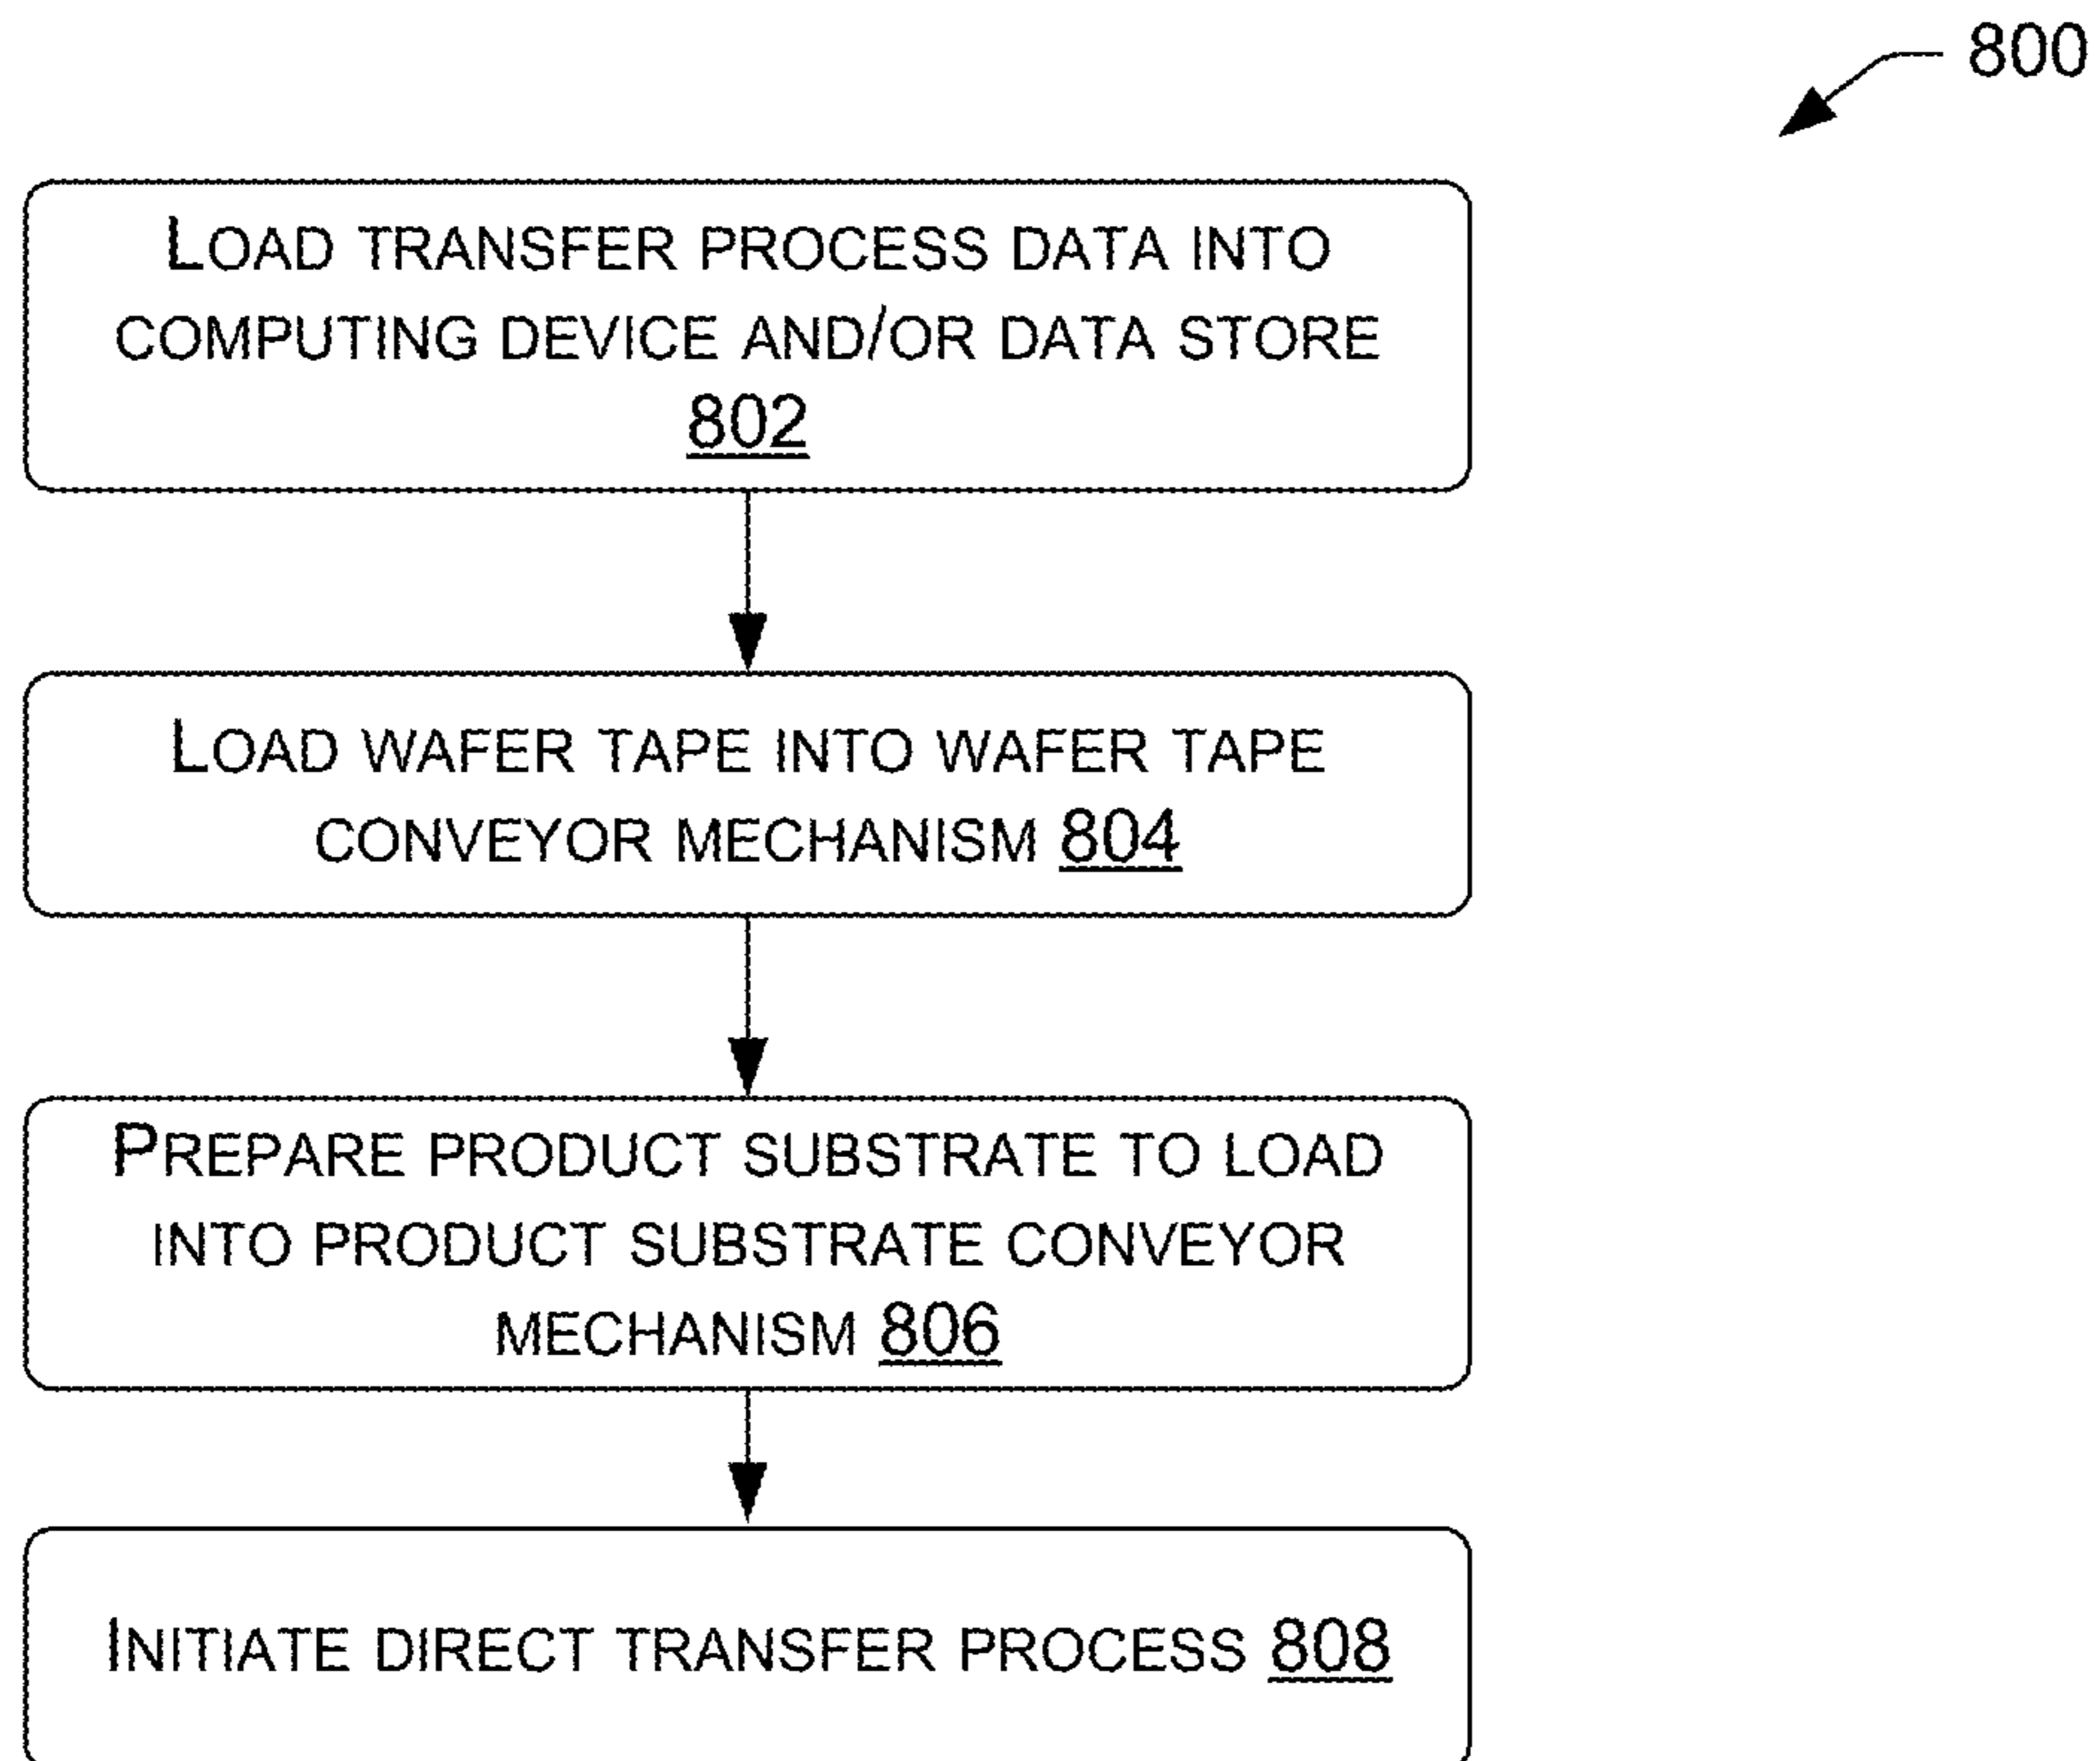 800
LOAD TRANSFER PROCESS DATA INTO
COMPUTING DEVICE AND/OR DATA STORE
802
LOAD WAFER TAPE INTO WAFER TAPE
CONVEYOR MECHANISM 804
PREPARE PRODUCT SUBSTRATE TO LOAD
INTO PRODUCT SUBSTRATE CONVEYOR
MECHANISM 806
INITIATE DIRECT TRANSFER PROCESS 808